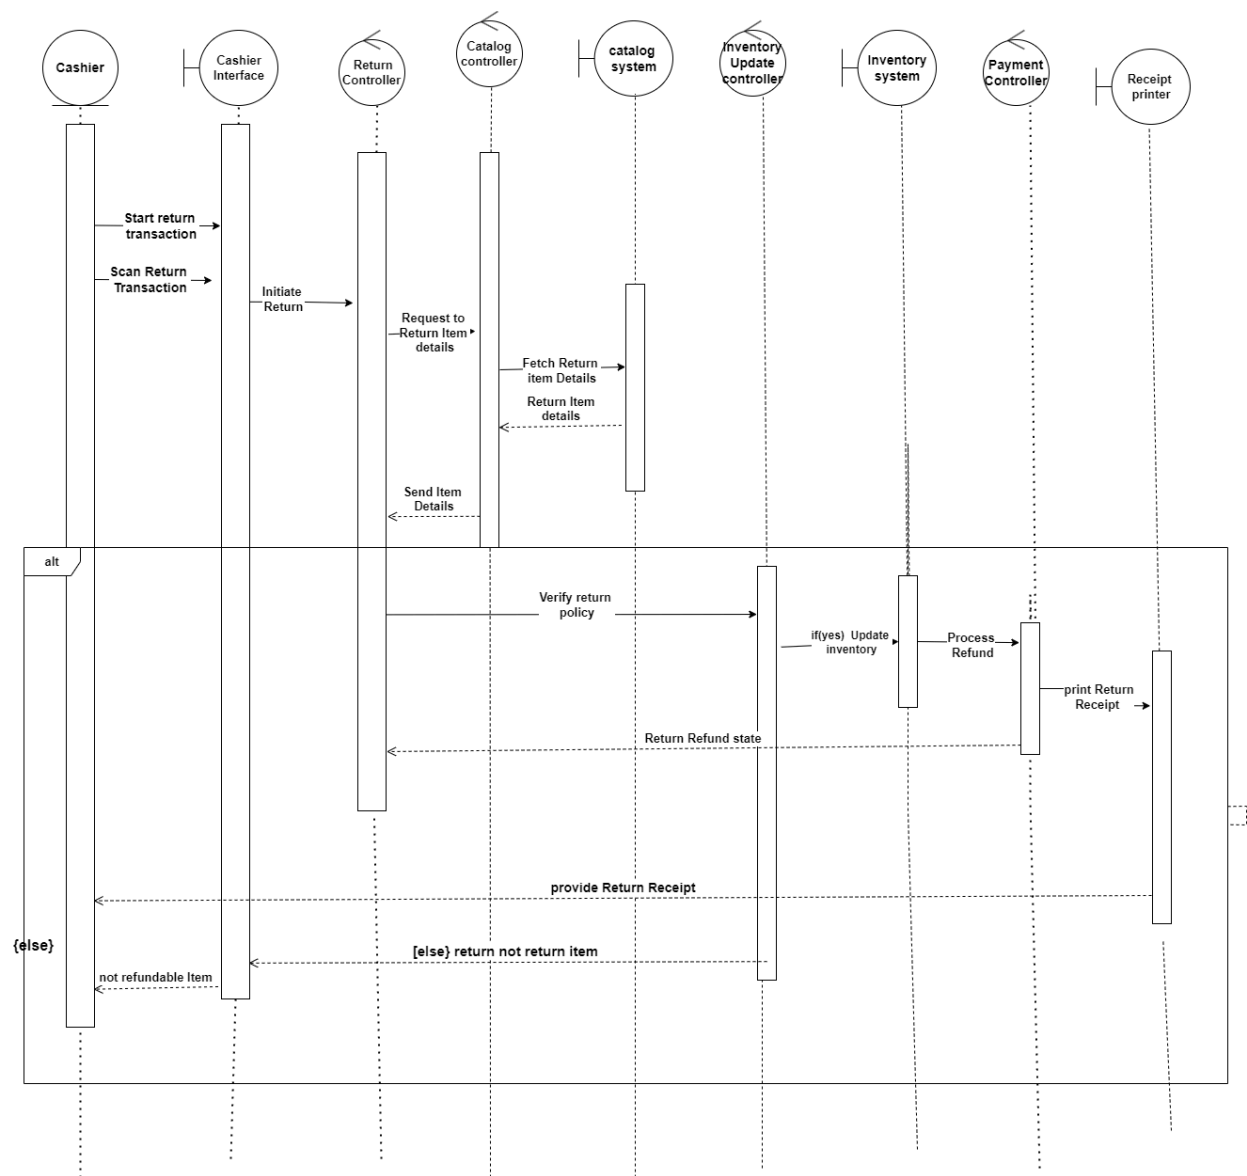 Cashier
Cashier
Interface
Return
Controller
Catalog
controller
catalog
system
Inventory
Update
controller
Inventory
system
Payment
Controller
Receipt
printer
Start return
transaction
Scan Return
Transaction
Initiate
Return
Request to
Return Item
details
Fetch Return
item Details
Return Item
details
Send Item
Details
alt
Verify return
policy
if(yes) Update
inventory
Process
Refund
print Return
Receipt
Return Refund state
provide Return Receipt
{else}
[else} return not return item
not refundable Item